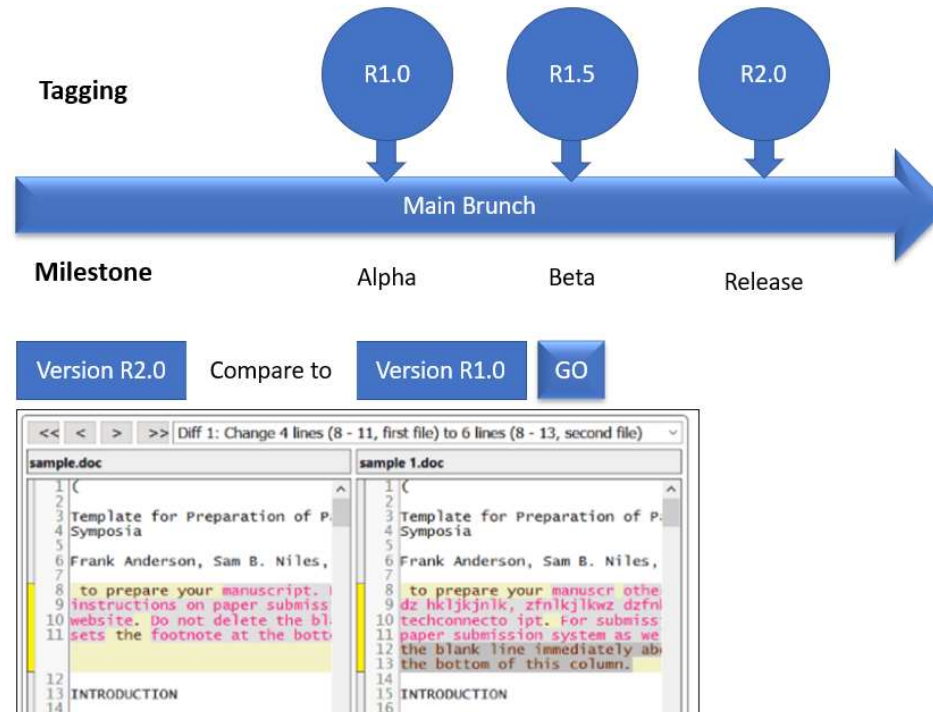 Tagging
R1.0
R1.5
R2.0
Main Brunch
Milestone
Alpha
Beta
Release
Version R2.0
Compare to
Version R1.0
GO
<< < > >> Diff 1: Change 4 lines (8 - 11, first file) to 6 lines (8 - 13, second file)
sample.doc
1 (
2
3 Template for Preparation of P
4 Symposia
5
6 Frank Anderson, Sam B. Niles,
7
8 to prepare your manuscript.
9 instructions on paper submiss
10 website. Do not delete the bl
11 sets the footnote at the bott
12
13 INTRODUCTION
14
sample 1.doc
1 (
2
3 Template for Preparation of P
4 Symposia
5
6 Frank Anderson, Sam B. Niles,
7
8 to prepare your manuscr othe
9 dz hkljkjnlk, zfnlkjlkwz dzfn
10 techconnecto ipt. For submiss
11 paper submission system as we
12 the blank line immediately ab
13 the bottom of this column.
14
15 INTRODUCTION
16